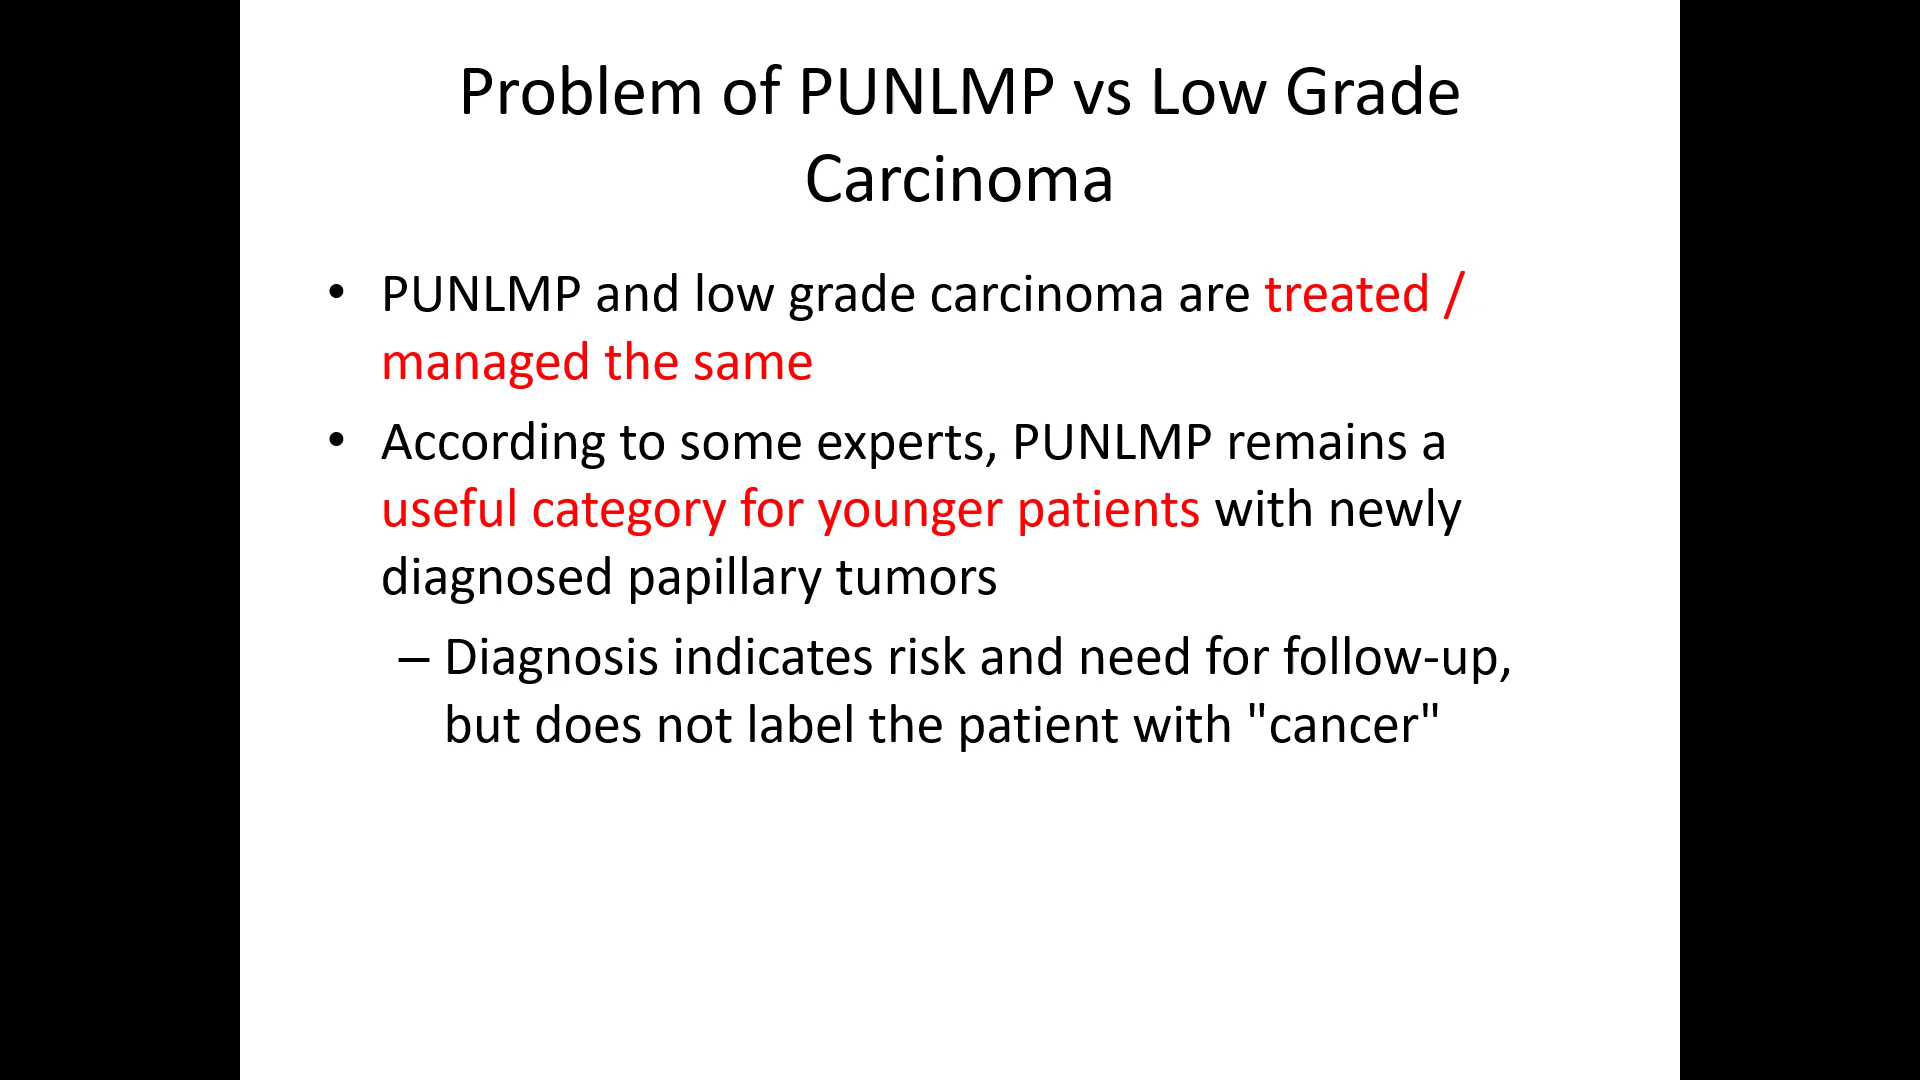 Problem of PUNLMP vs Low Grade
Carcinoma
• PUNLMP and low grade carcinoma are treated /
managed the same
• According to some experts, PUNLMP remains a
useful category for younger patients with newly
diagnosed papillary tumors
– Diagnosis indicates risk and need for follow-up,
but does not label the patient with "cancer"